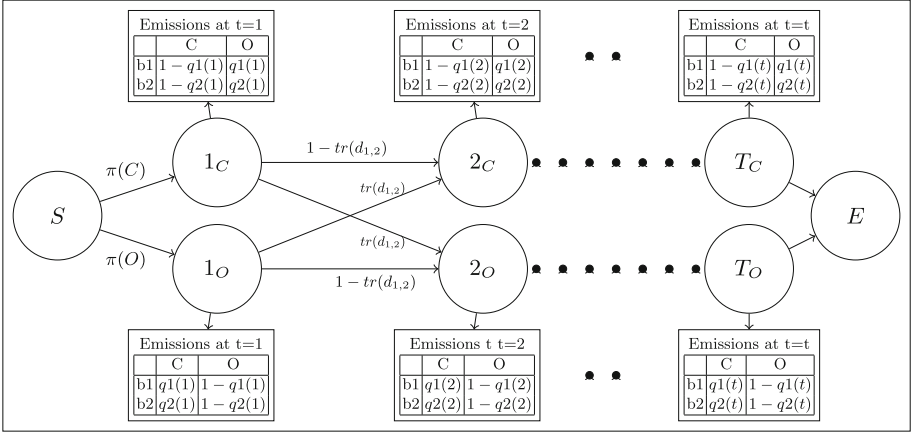 Emissions at t=1
C O
b1 1 − q1(1) q1(1)
b2 1 − q2(1) q2(1)
Emissions at t=2
C O
b1 1 − q1(2) q1(2)
b2 1 − q2(2) q2(2)
Emissions at t=t
C O
b1 1 − q1(t) q1(t)
b2 1 − q2(t) q2(t)
S
π(C)
π(O)
1_C
1 − tr(d_{1,2})
tr(d_{1,2})
2_C
T_C
E
1_O
tr(d_{1,2})
1 − tr(d_{1,2})
2_O
T_O
Emissions at t=1
C O
b1 q1(1) 1 − q1(1)
b2 q2(1) 1 − q2(1)
Emissions t t=2
C O
b1 q1(2) 1 − q1(2)
b2 q2(2) 1 − q2(2)
Emissions at t=t
C O
b1 q1(t) 1 − q1(t)
b2 q2(t) 1 − q2(t)